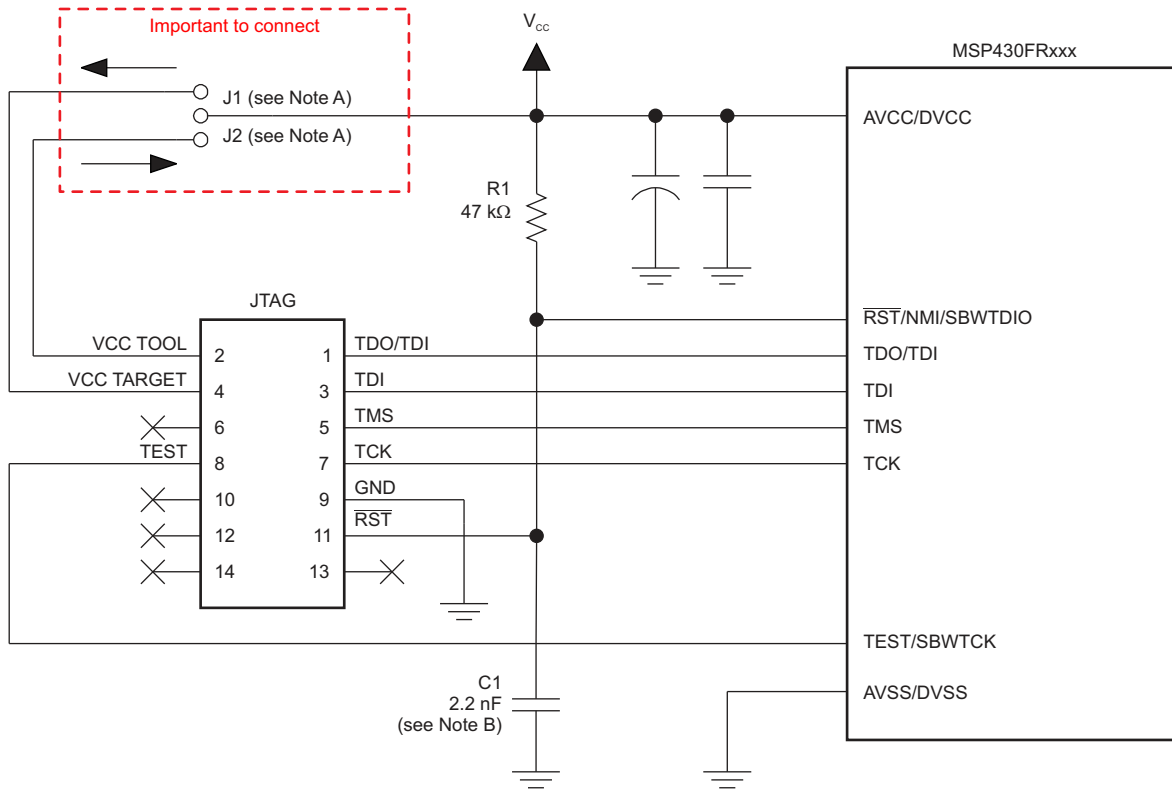 Important to connect
VCC
MSP430FRxxx
J1 (see Note A)
J2 (see Note A)
AVCC/DVCC
R1
47 kΩ
JTAG
RST/NMI/SBWTDIO
VCC TOOL
2
1
TDO/TDI
TDO/TDI
VCC TARGET
4
3
TDI
TDI
6
5
TMS
TMS
TEST
8
7
TCK
TCK
10
9
GND
12
11
RST
14
13
TEST/SBWTCK
C1
2.2 nF
(see Note B)
AVSS/DVSS